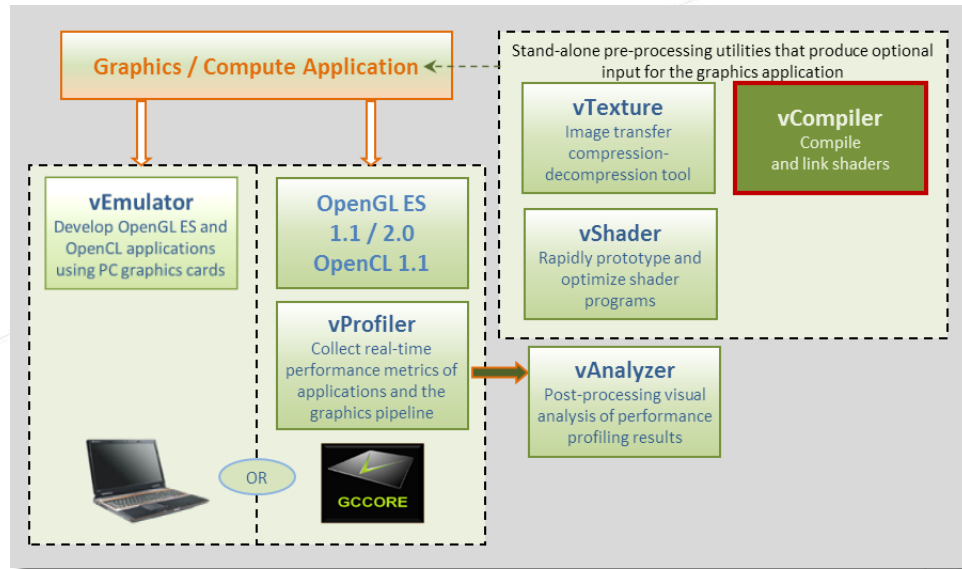 Graphics / Compute Application
Stand-alone pre-processing utilities that produce optional
input for the graphics application
vTexture
Image transfer
compression-
decompression tool
vCompiler
Compile
and link shaders
vShader
Rapidly prototype and
optimize shader
programs
vEmulator
Develop OpenGL ES and
OpenCL applications
using PC graphics cards
OpenGL ES
1.1 / 2.0
OpenCL 1.1
vProfiler
Collect real-time
performance metrics of
applications and the
graphics pipeline
vAnalyzer
Post-processing visual
analysis of performance
profiling results
OR
GCCORE